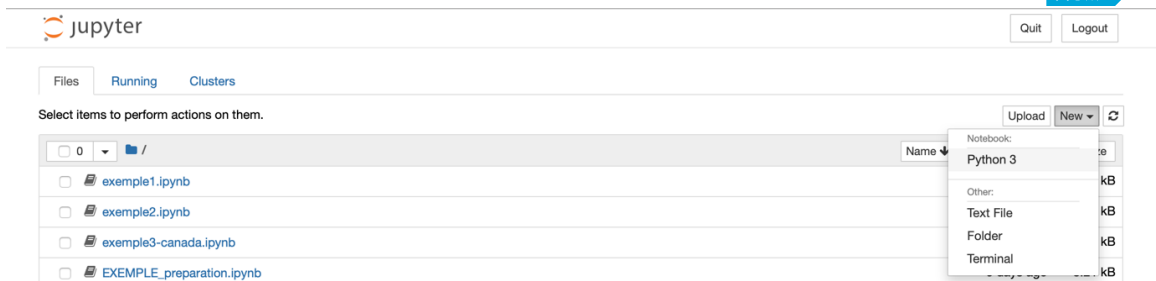 jupyter
Quit
Logout
Files
Running
Clusters
Select items to perform actions on them.
Upload
New
0
/
Name
Notebook:
Python 3
exemple1.ipynb
kB
Other:
exemple2.ipynb
Text File
kB
exemple3-canada.ipynb
Folder
kB
Terminal
EXEMPLE_preparation.ipynb
kB